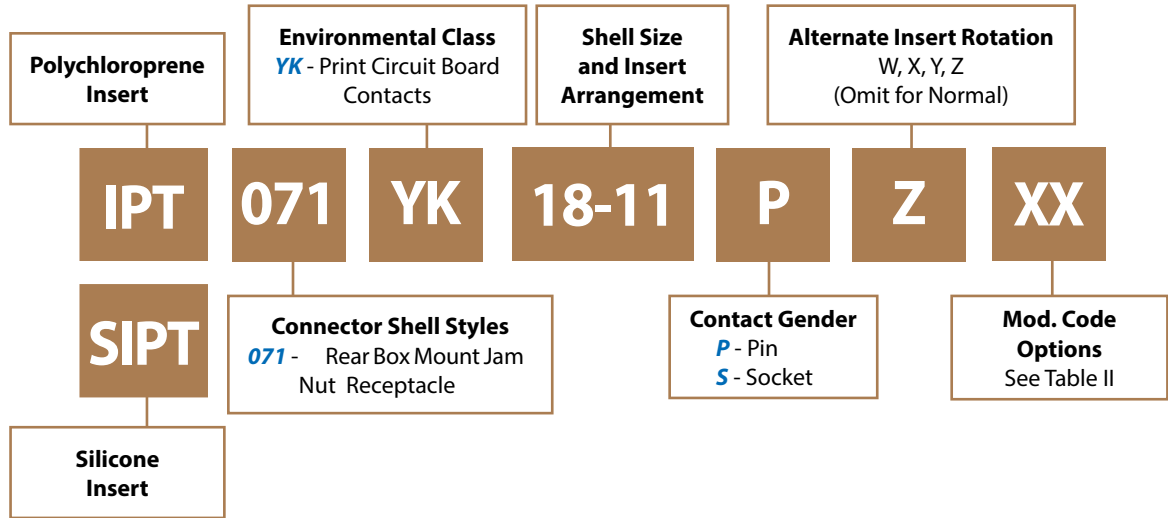 Polychloroprene
Insert
Environmental Class
YK - Print Circuit Board
Contacts
Shell Size
and Insert
Arrangement
Alternate Insert Rotation
W, X, Y, Z
(Omit for Normal)
IPT
071
YK
18-11
P
Z
XX
SIPT
Connector Shell Styles
071 - Rear Box Mount Jam
Nut Receptacle
Contact Gender
P - Pin
S - Socket
Mod. Code
Options
See Table II
Silicone
Insert